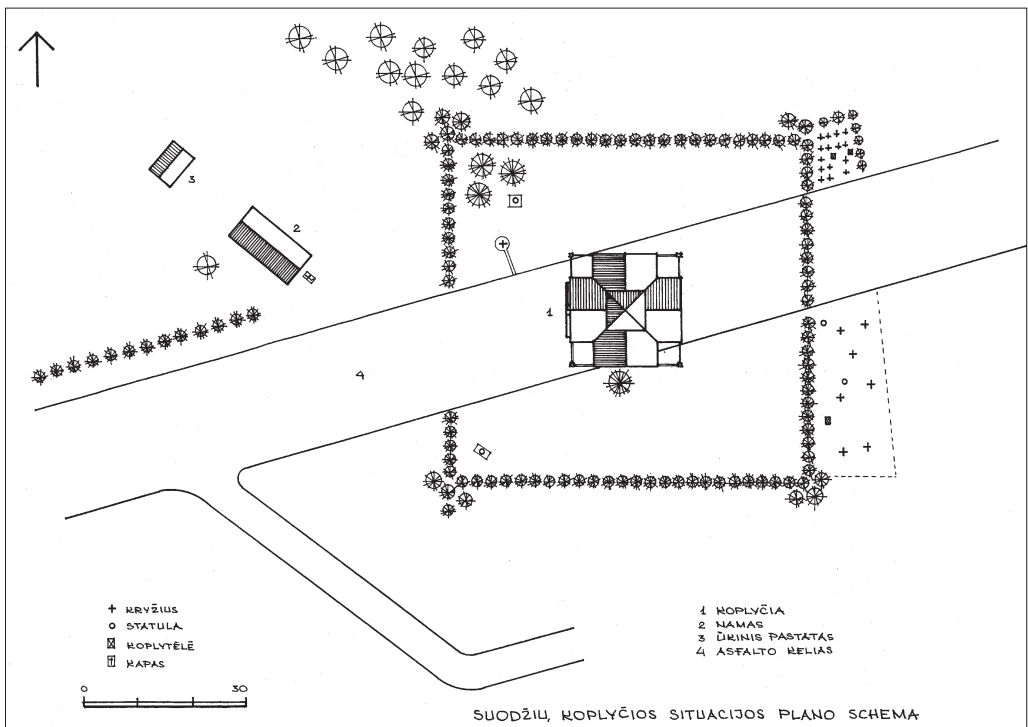 3
2
1
4
+ KRYŽIUS
o STATULA
KOPLYTĖLĖ
KAPAS
0 30
1 KOPLYČIA
2 NAMAS
3 ŪKINIS PASTATAS
4 ASFALTO KELIAS
SUODŽIŲ, KOPLYČIOS SITUACIJOS PLANO SCHEMA